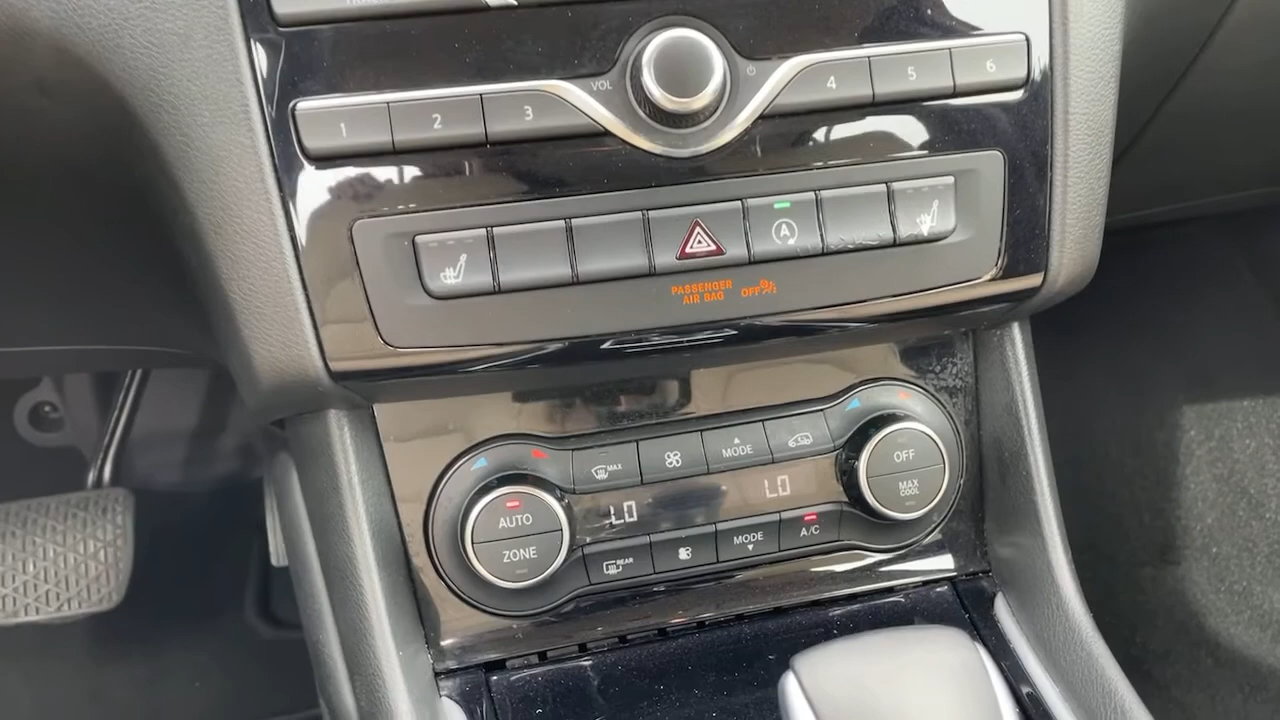 VOL
1 2 3 4 5 6
A
PASSENGER
AIR BAG OFF
MAX
MODE
OFF
MAX
COOL
AUTO
ZONE
LO
LO
REAR
MODE
A/C